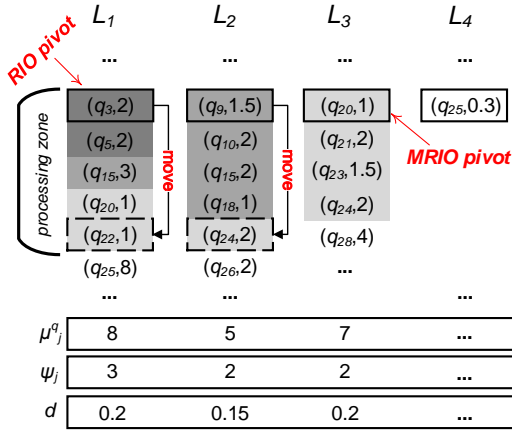 L1 L2 L3 L4
... ... ... ...
RIO pivot
processing zone
(q3,2) (q9,1.5) (q20,1) (q25,0.3)
(q5,2) (q10,2) (q21,2)
MRIO pivot
(q15,3) (q15,2) (q23,1.5)
move move
(q20,1) (q18,1) (q24,2)
(q22,1) (q24,2) (q28,4)
(q25,8) (q26,2) ...
... ... ...
μqj 8 5 7 ...
ψj 3 2 2 ...
d 0.2 0.15 0.2 ...